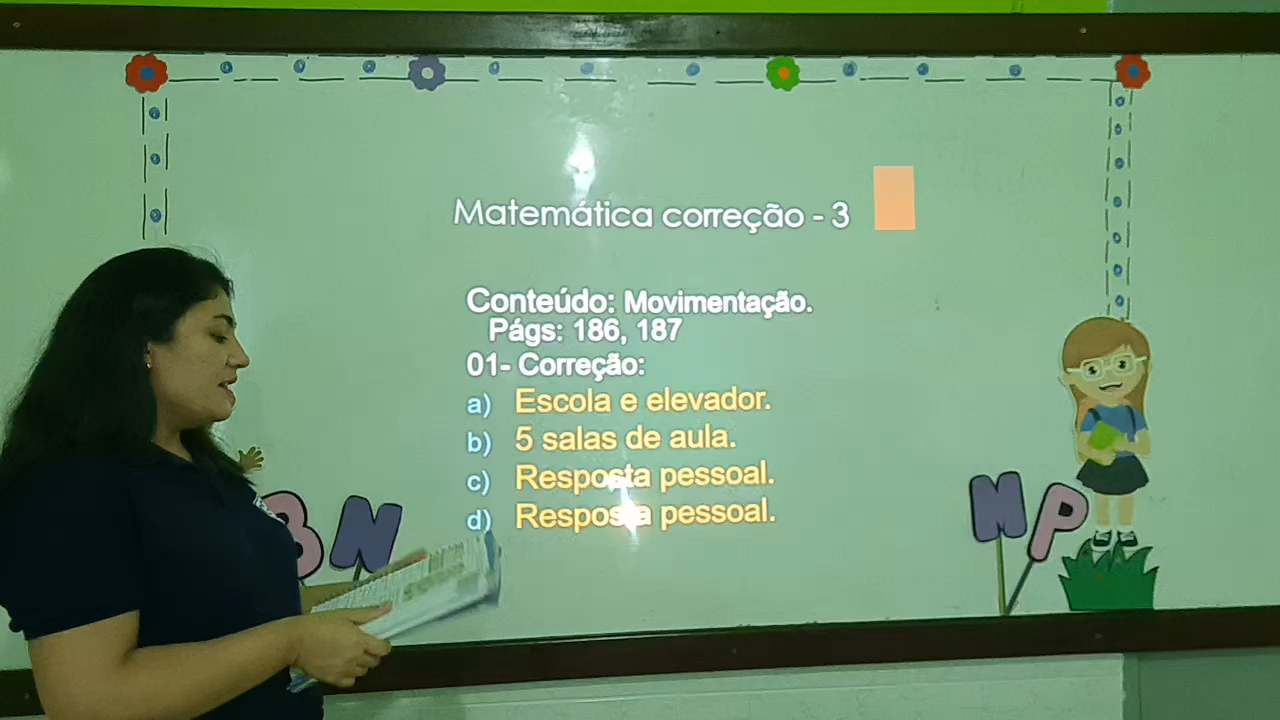 Matemática correção - 3
Conteúdo: Movimentação.
Págs: 186, 187
01- Correção:
a) Escola e elevador.
b) 5 salas de aula.
c) Resposta pessoal.
d) Resposta pessoal.
B N
M P